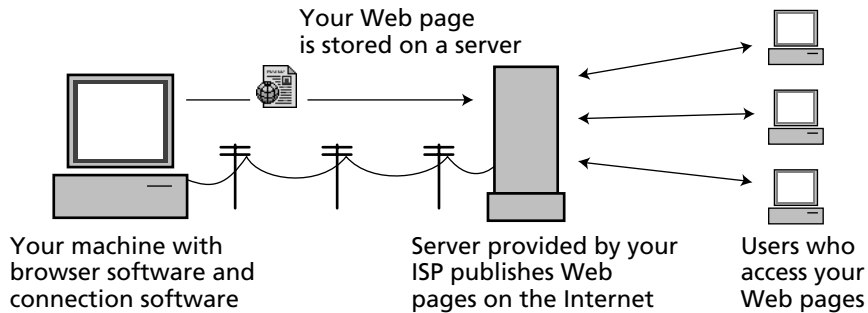 Your Web page
is stored on a server
Your machine with
browser software and
connection software
Server provided by your
ISP publishes Web
pages on the Internet
Users who
access your
Web pages